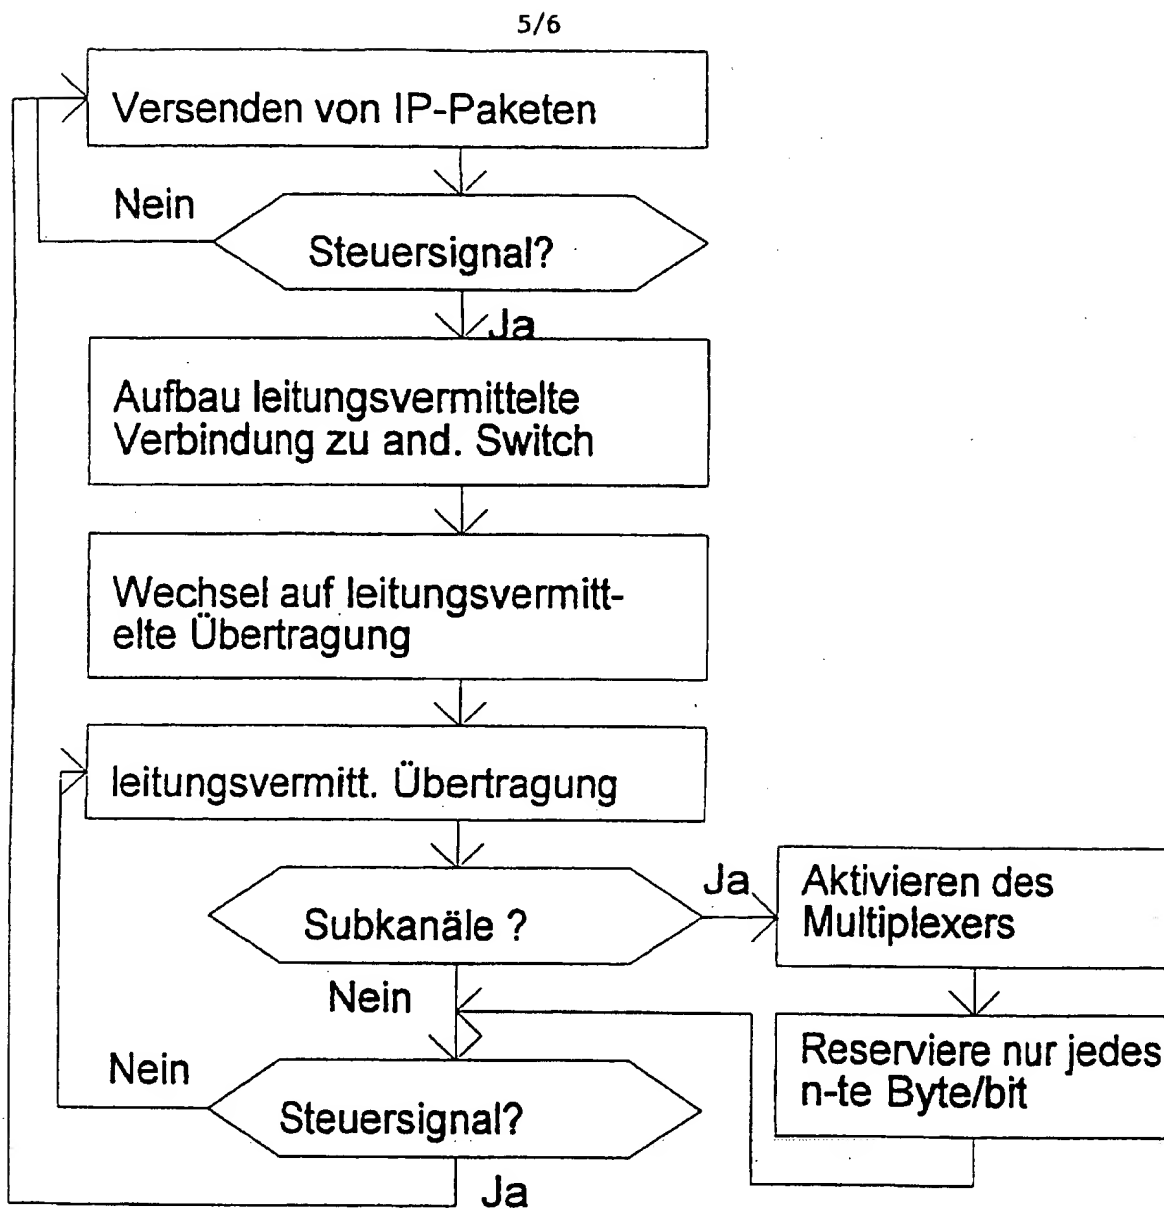 5/6
Versenden von IP-Paketen
Nein
Steuersignal?
Ja
Aufbau leitungsvermittelte
Verbindung zu and. Switch
Wechsel auf leitungsvermitt-
elte Übertragung
leitungsvermitt. Übertragung
Subkanäle ?
Ja
Aktivieren des
Multiplexers
Nein
Reserviere nur jedes
n-te Byte/bit
Nein
Steuersignal?
Ja